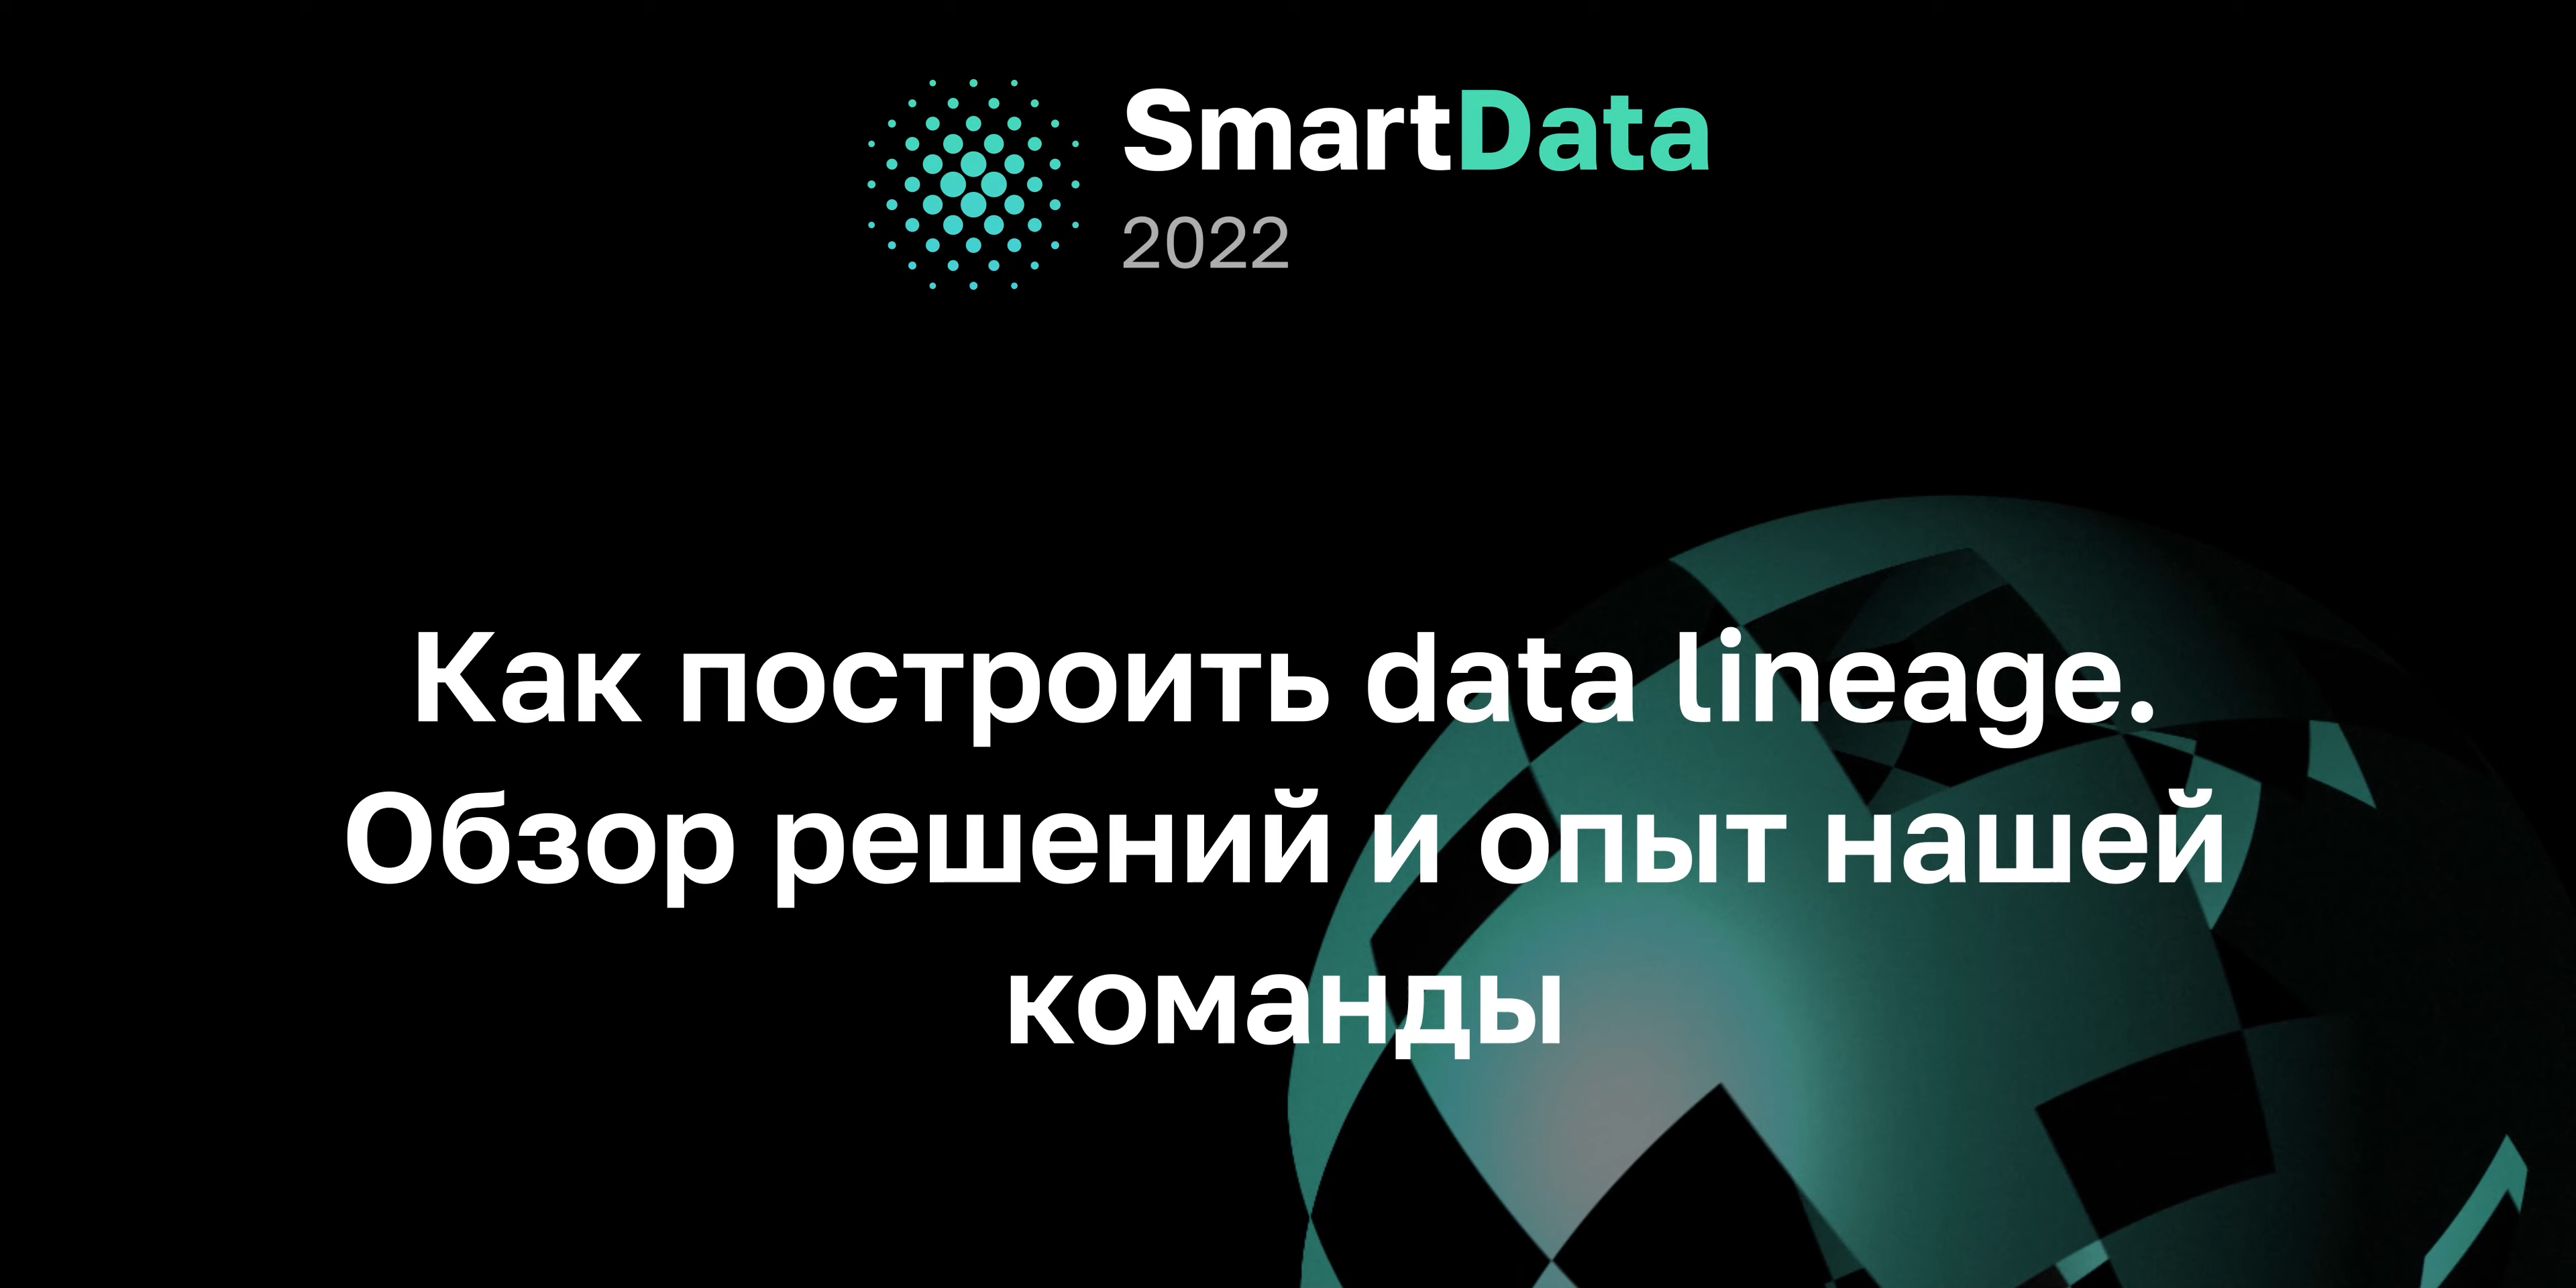 SmartData
2022
Как построить data lineage.
Обзор решений и опыт нашей
команды